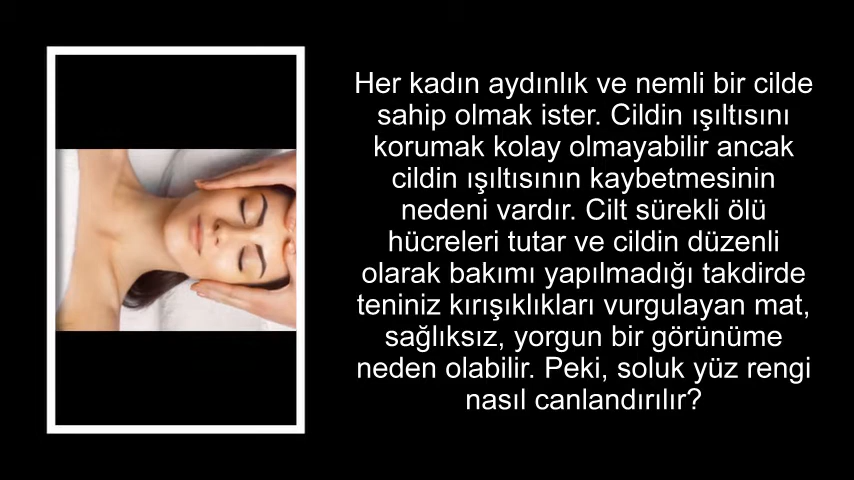 Her kadın aydınlık ve nemli bir cilde
sahip olmak ister. Cildin ışıltısını
korumak kolay olmayabilir ancak
cildin ışıltısının kaybetmesinin
nedeni vardır. Cilt sürekli ölü
hücreleri tutar ve cildin düzenli
olarak bakımı yapılmadığı takdirde
teniniz kırışıklıkları vurgulayan mat,
sağlıksız, yorgun bir görünüme
neden olabilir. Peki, soluk yüz rengi
nasıl canlandırılır?